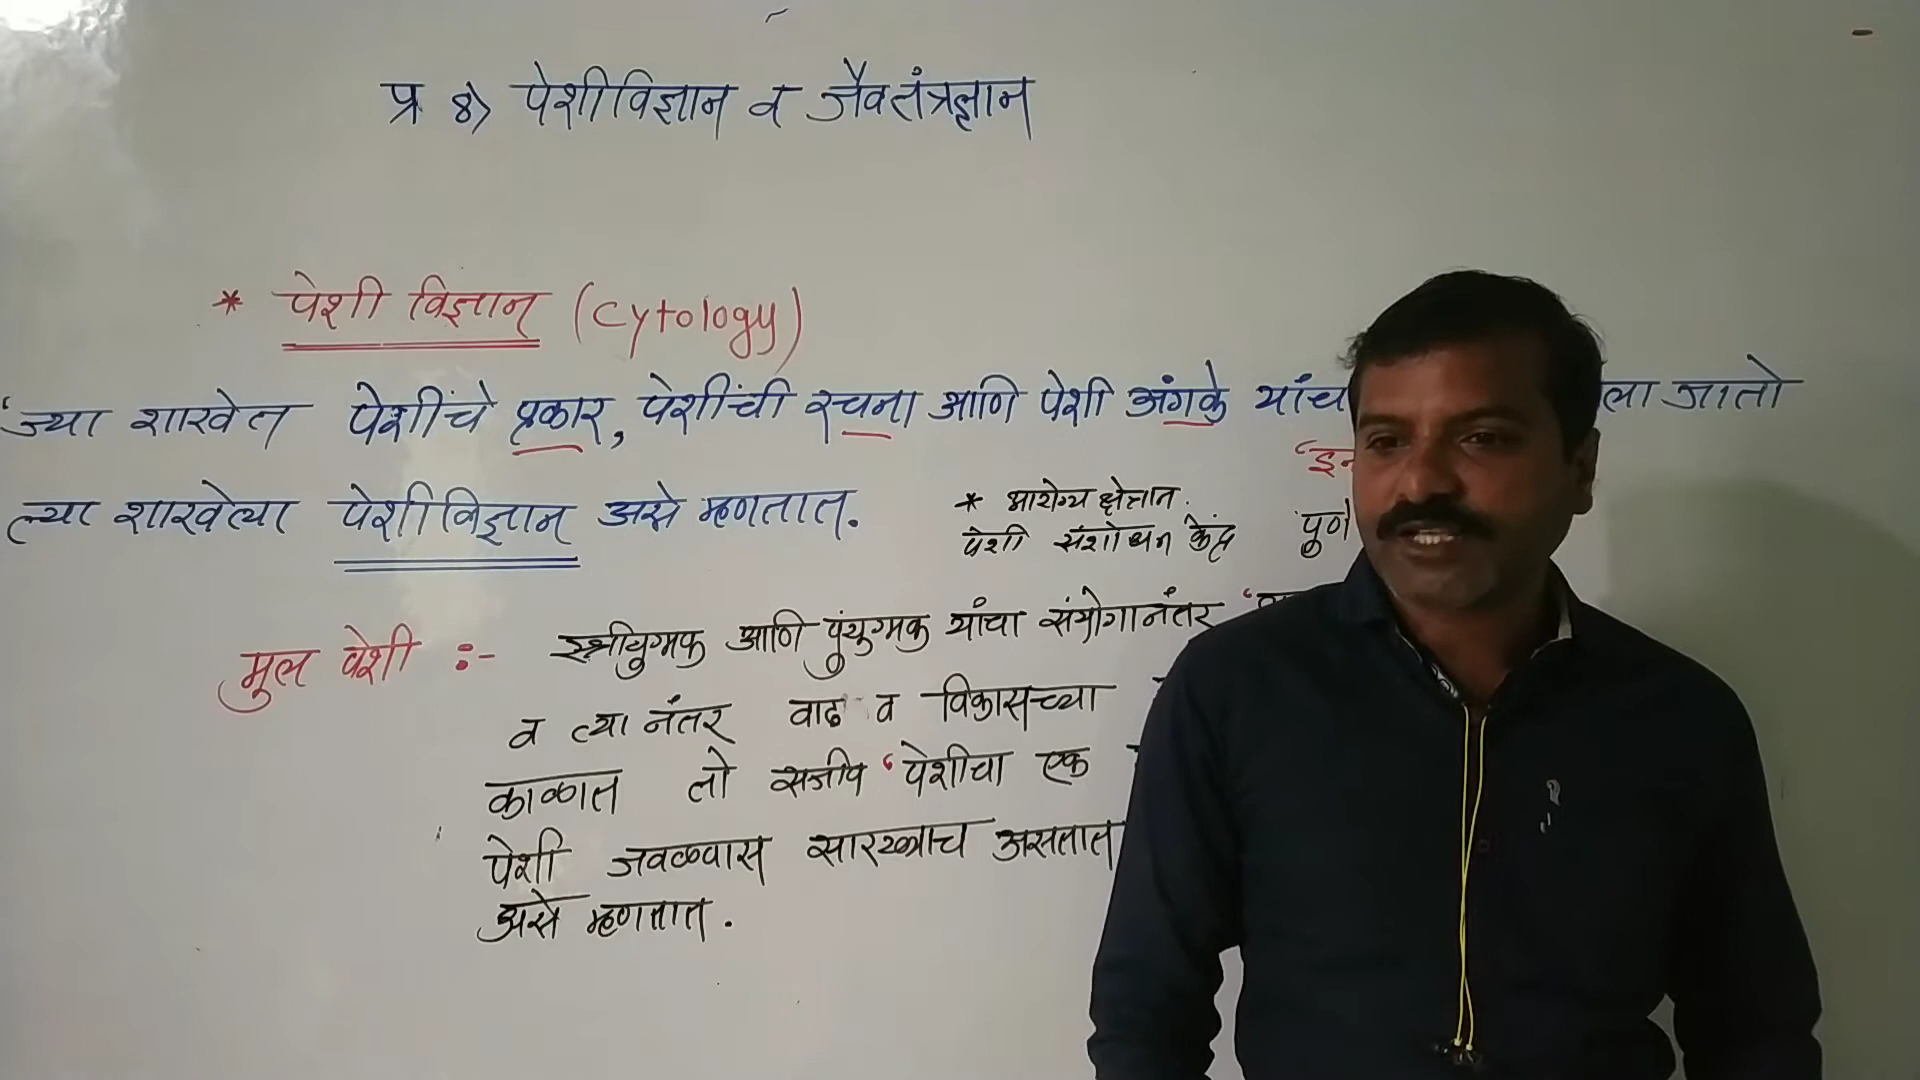 प्र ४) पेशीविज्ञान व जैवतंत्रज्ञान
* पेशी विज्ञान (Cytology)
'ज्या शाखेत पेशींचे प्रकार, पेशींची रचना आणि पेशी अंगके यांच ला जातो
त्या शाखेला पेशीविज्ञान असे म्हणतात.
* आरोग्य क्षेत्रात.
पेशी संशोधन केंद्र पुणे
मुल पेशी :- स्त्रीयुग्मक आणि पुंयुग्मक यांचा संयोगानंतर
व त्या नंतर वाढ व विकासच्या
काळात तो सजीव 'पेशीचा एक
पेशी जवळपास सारख्याच असतात
असे म्हणतात.